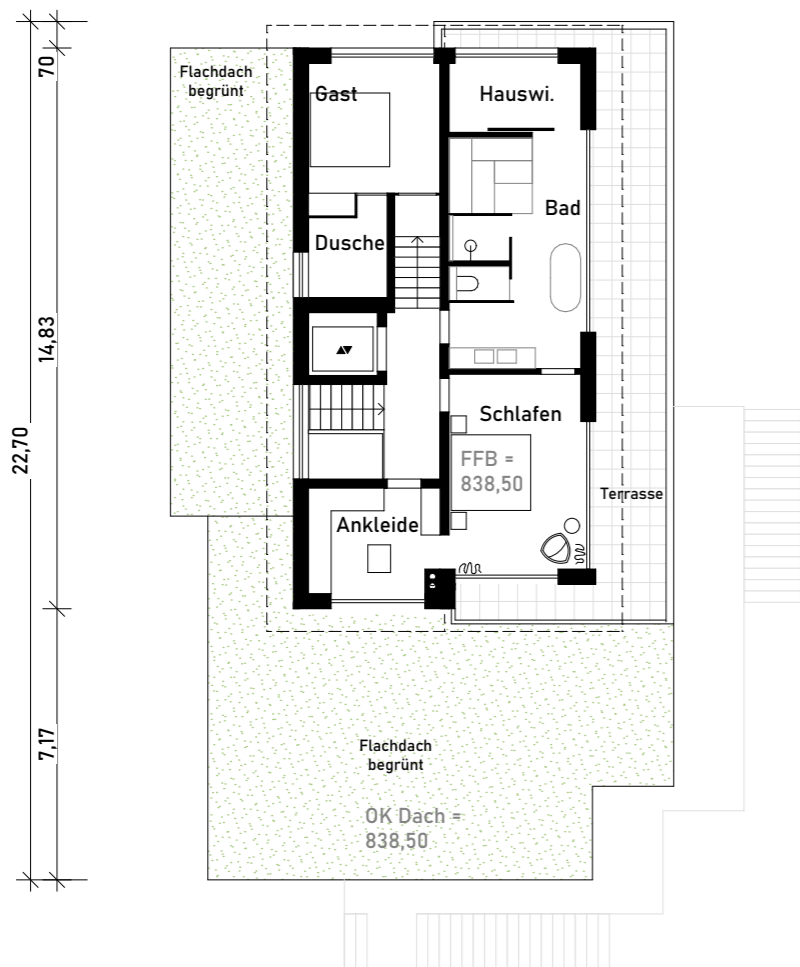 70
14,83
22,70
7,17
Flachdach
begrünt
Gast
Hauswi.
Bad
Dusche
Schlafen
FFB =
838,50
Terrasse
Ankleide
Flachdach
begrünt
OK Dach =
838,50